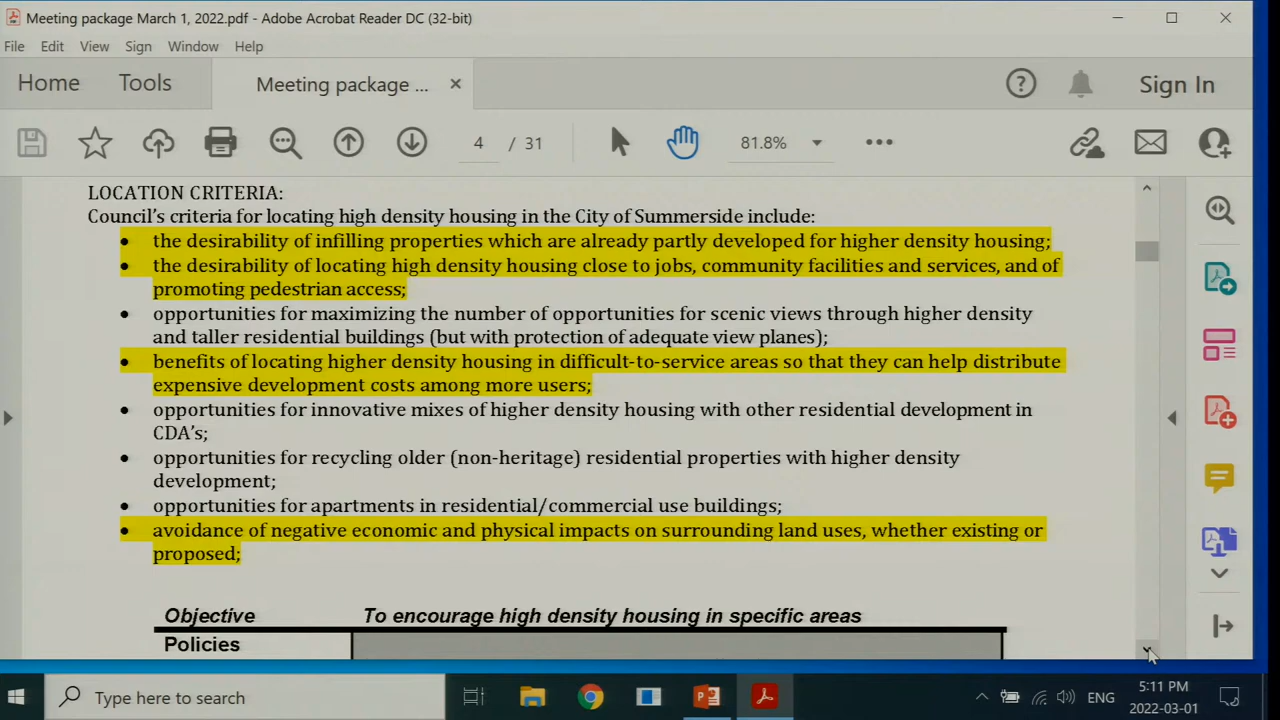 Meeting package March 1, 2022.pdf - Adobe Acrobat Reader DC (32-bit)
File Edit View Sign Window Help
Home Tools Meeting package ... × ? Sign In
4 / 31 81.8%
LOCATION CRITERIA:
Council's criteria for locating high density housing in the City of Summerside include:
• the desirability of infilling properties which are already partly developed for higher density housing;
• the desirability of locating high density housing close to jobs, community facilities and services, and of
promoting pedestrian access;
• opportunities for maximizing the number of opportunities for scenic views through higher density
and taller residential buildings (but with protection of adequate view planes);
• benefits of locating higher density housing in difficult-to-service areas so that they can help distribute
expensive development costs among more users;
• opportunities for innovative mixes of higher density housing with other residential development in
CDA's;
• opportunities for recycling older (non-heritage) residential properties with higher density
development;
• opportunities for apartments in residential/commercial use buildings;
• avoidance of negative economic and physical impacts on surrounding land uses, whether existing or
proposed;
Objective To encourage high density housing in specific areas
Policies
Type here to search
ENG
5:11 PM
2022-03-01